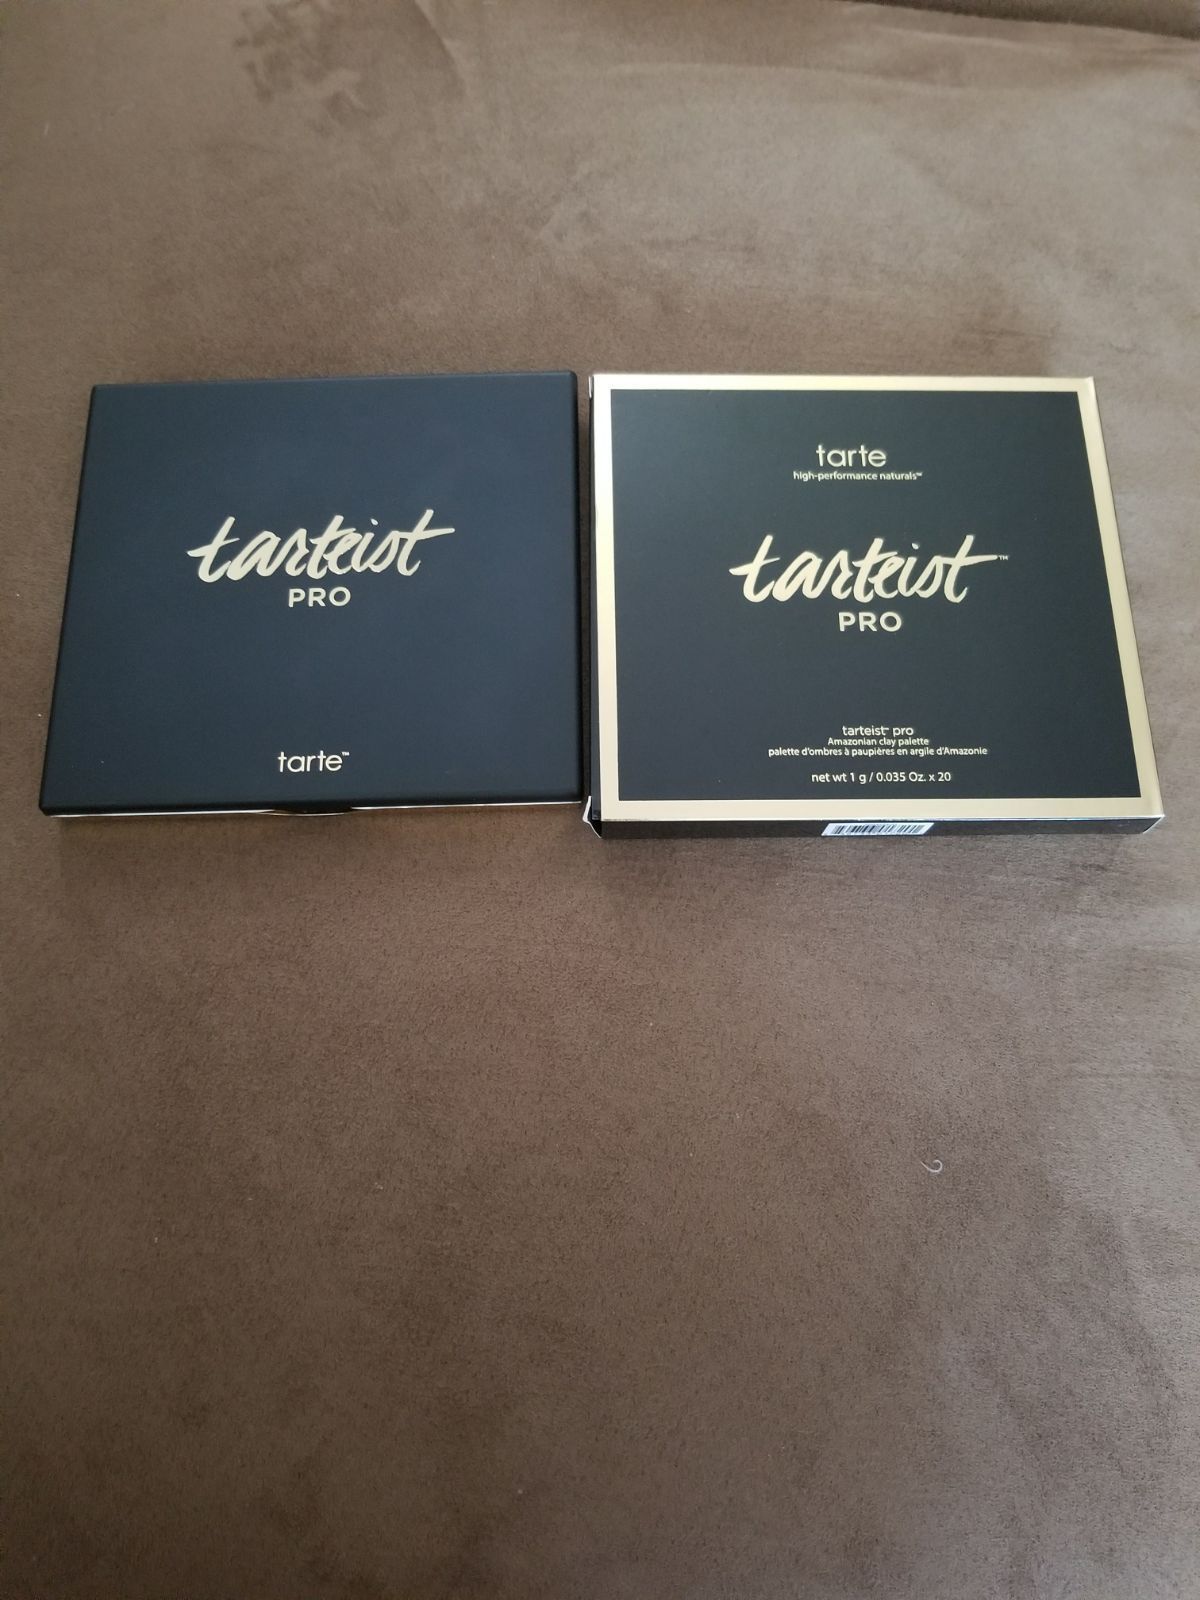 tarteist
PRO
tarte™
tarte
high-performance naturals™
tarteist™
PRO
tarteist™ pro
Amazonian clay palette
palette d'ombres à paupières en argile d'Amazonie
net wt 1 g / 0.035 Oz. x 20